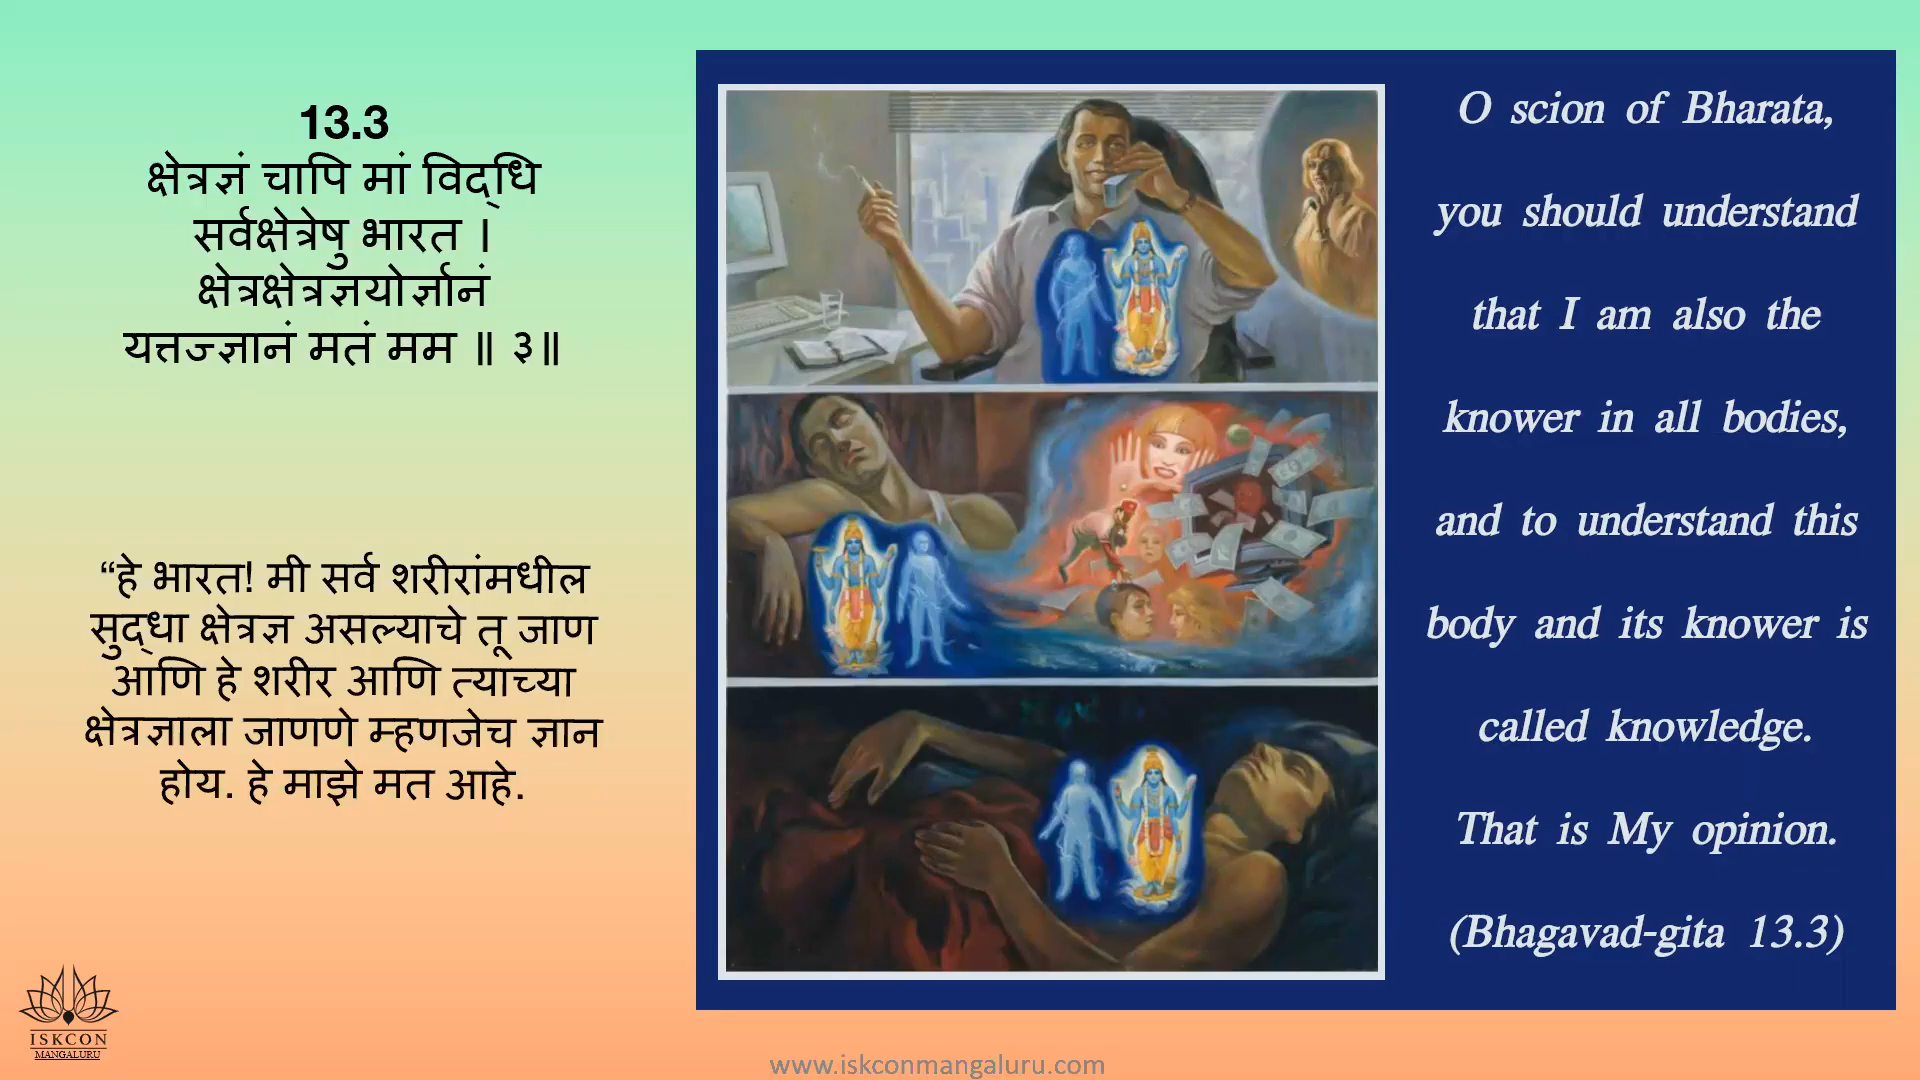 13.3
क्षेत्रज्ञं चापि मां विद्धि
सर्वक्षेत्रेषु भारत ।
क्षेत्रक्षेत्रज्ञयोर्ज्ञानं
यत्तज्ज्ञानं मतं मम ॥ ३॥
“हे भारत! मी सर्व शरीरांमधील
सुद्धा क्षेत्रज्ञ असल्याचे तू जाण
आणि हे शरीर आणि त्याच्या
क्षेत्रज्ञाला जाणणे म्हणजेच ज्ञान
होय. हे माझे मत आहे.
O scion of Bharata,
you should understand
that I am also the
knower in all bodies,
and to understand this
body and its knower is
called knowledge.
That is My opinion.
(Bhagavad-gita 13.3)
ISKCON
MANGALURU
www.iskconmangaluru.com